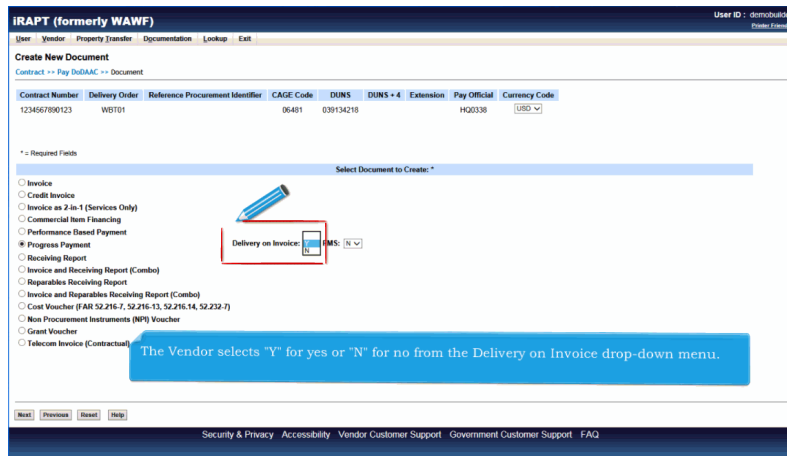 iRAPT (formerly WAWF)
User ID : demobuilde
Printer Friend
User Vendor Property Transfer Documentation Lookup Exit
Create New Document
Contract >> Pay DoDAAC >> Document
Contract Number Delivery Order Reference Procurement Identifier CAGE Code DUNS DUNS + 4 Extension Pay Official Currency Code
1234567890123 WBT01 06481 039134218 HQ0338 USD
* = Required Fields
Select Document to Create: *
Invoice
Credit Invoice
Invoice as 2-in-1 (Services Only)
Commercial Item Financing
Performance Based Payment
Progress Payment Delivery on Invoice: Y FMS: N
N
Receiving Report
Invoice and Receiving Report (Combo)
Reparables Receiving Report
Invoice and Reparables Receiving Report (Combo)
Cost Voucher (FAR 52.216-7, 52.216-13, 52.216.14, 52.232-7)
Non Procurement Instruments (NPI) Voucher
Grant Voucher
Telecom Invoice (Contractual)
The Vendor selects "Y" for yes or "N" for no from the Delivery on Invoice drop-down menu.
Next Previous Reset Help
Security & Privacy Accessibility Vendor Customer Support Government Customer Support FAQ